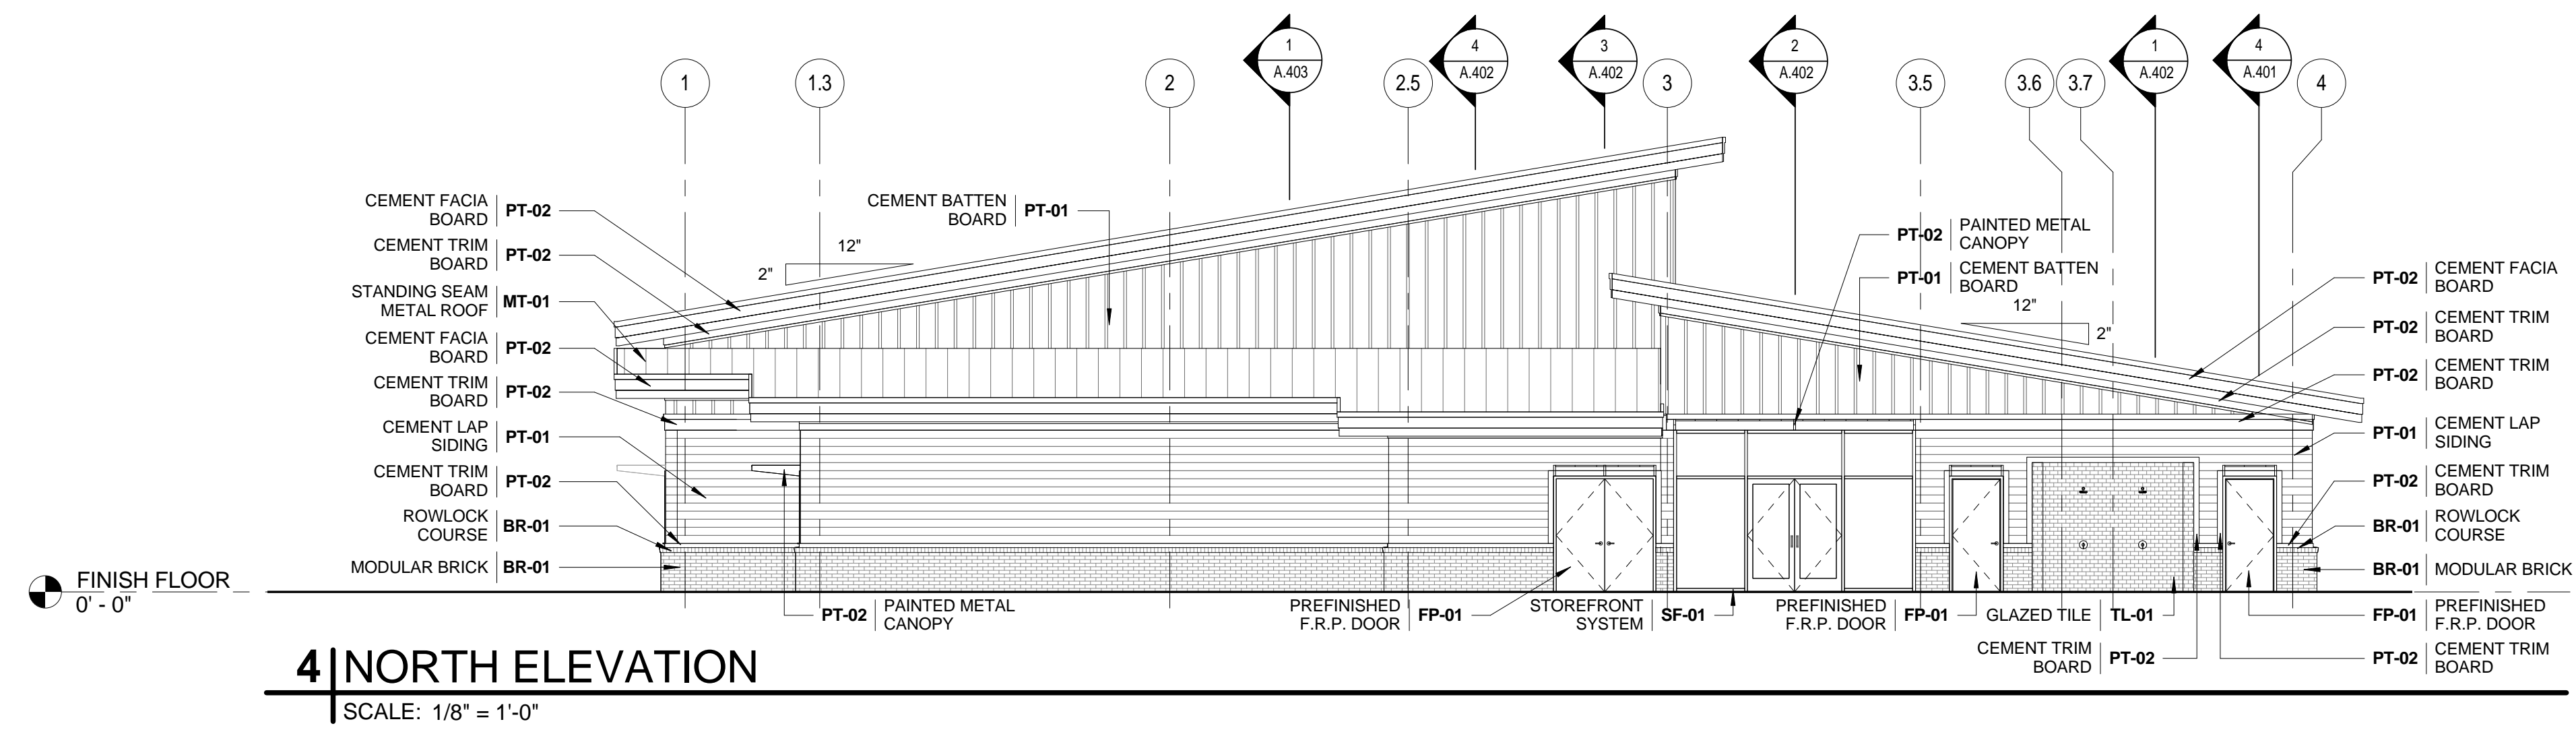 1
A.403
4
A.402
3
A.402
2
A.402
1
A.402
4
A.401
1
1.3
2
2.5
3
3.5
3.6
3.7
4
CEMENT FACIA
BOARD
PT-02
CEMENT TRIM
BOARD
PT-02
STANDING SEAM
METAL ROOF
MT-01
CEMENT FACIA
BOARD
PT-02
CEMENT TRIM
BOARD
PT-02
CEMENT LAP
SIDING
PT-01
CEMENT TRIM
BOARD
PT-02
ROWLOCK
COURSE
BR-01
MODULAR BRICK BR-01
12"
2"
CEMENT BATTEN
BOARD
PT-01
PT-02
PAINTED METAL
CANOPY
PT-01
CEMENT BATTEN
BOARD
12"
2"
PT-02
CEMENT FACIA
BOARD
PT-02
CEMENT TRIM
BOARD
PT-02
CEMENT TRIM
BOARD
PT-01
CEMENT LAP
SIDING
PT-02
CEMENT TRIM
BOARD
BR-01
ROWLOCK
COURSE
BR-01 MODULAR BRICK
FP-01
PREFINISHED
F.R.P. DOOR
PT-02
CEMENT TRIM
BOARD
FINISH FLOOR
0' - 0"
PT-02
PAINTED METAL
CANOPY
PREFINISHED
F.R.P. DOOR
FP-01
STOREFRONT
SYSTEM
SF-01
PREFINISHED
F.R.P. DOOR
FP-01
GLAZED TILE TL-01
CEMENT TRIM
BOARD
PT-02
4 NORTH ELEVATION
SCALE: 1/8" = 1'-0"